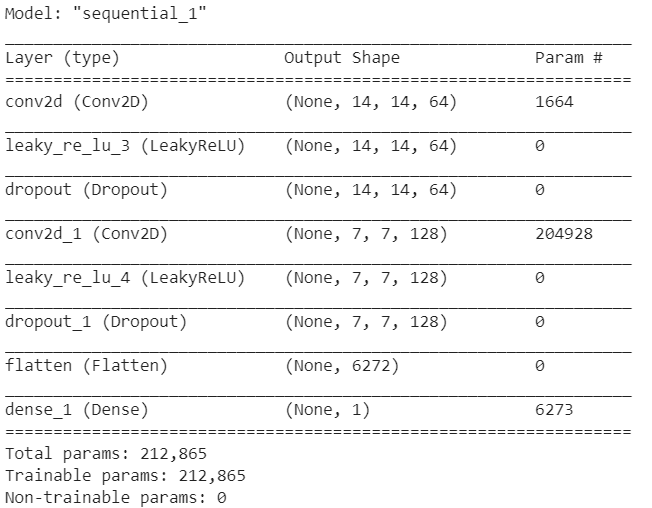 Model: "sequential_1"
_________________________________________________________________
Layer (type)                 Output Shape              Param #
=================================================================
conv2d (Conv2D)              (None, 14, 14, 64)        1664
_________________________________________________________________
leaky_re_lu_3 (LeakyReLU)    (None, 14, 14, 64)        0
_________________________________________________________________
dropout (Dropout)            (None, 14, 14, 64)        0
_________________________________________________________________
conv2d_1 (Conv2D)            (None, 7, 7, 128)         204928
_________________________________________________________________
leaky_re_lu_4 (LeakyReLU)    (None, 7, 7, 128)         0
_________________________________________________________________
dropout_1 (Dropout)          (None, 7, 7, 128)         0
_________________________________________________________________
flatten (Flatten)            (None, 6272)              0
_________________________________________________________________
dense_1 (Dense)              (None, 1)                 6273
=================================================================
Total params: 212,865
Trainable params: 212,865
Non-trainable params: 0